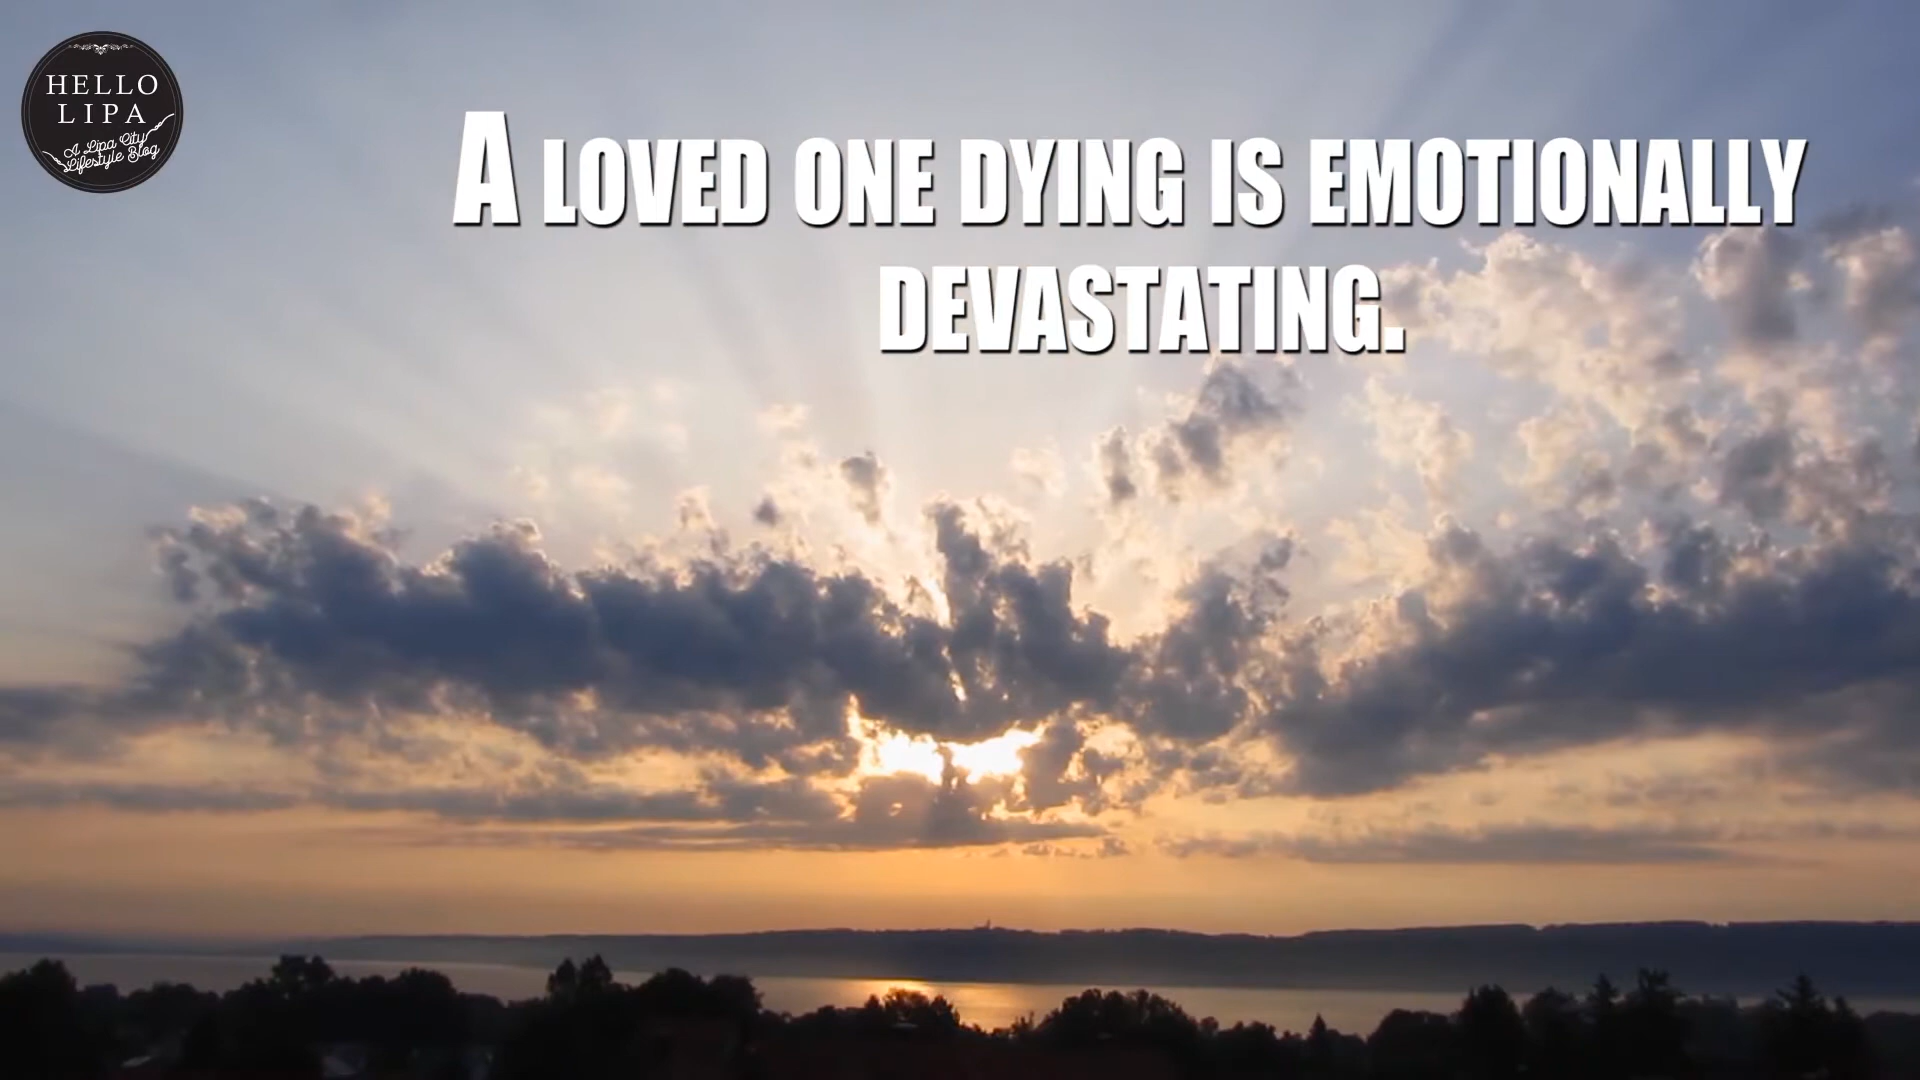 HELLO
LIPA
A Lipa City
Lifestyle Blog
A LOVED ONE DYING IS EMOTIONALLY
DEVASTATING.